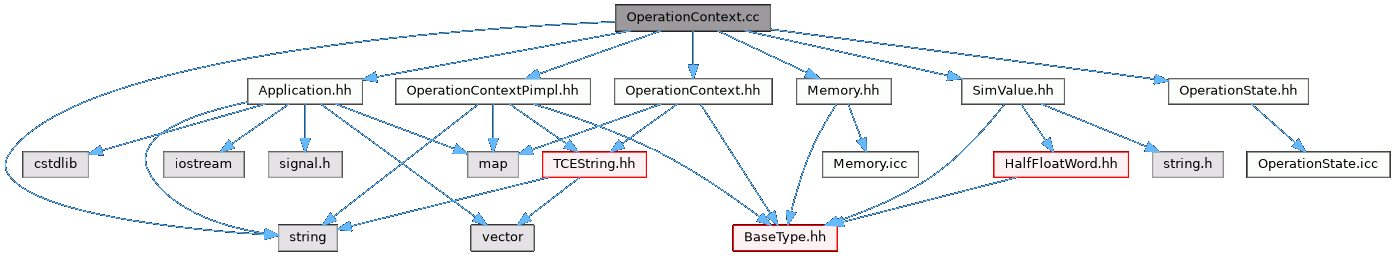 OperationContext.cc
Application.hh
OperationContextPimpl.hh
OperationContext.hh
Memory.hh
SimValue.hh
OperationState.hh
cstdlib
iostream
signal.h
map
TCEString.hh
Memory.icc
HalfFloatWord.hh
string.h
OperationState.icc
string
vector
BaseType.hh